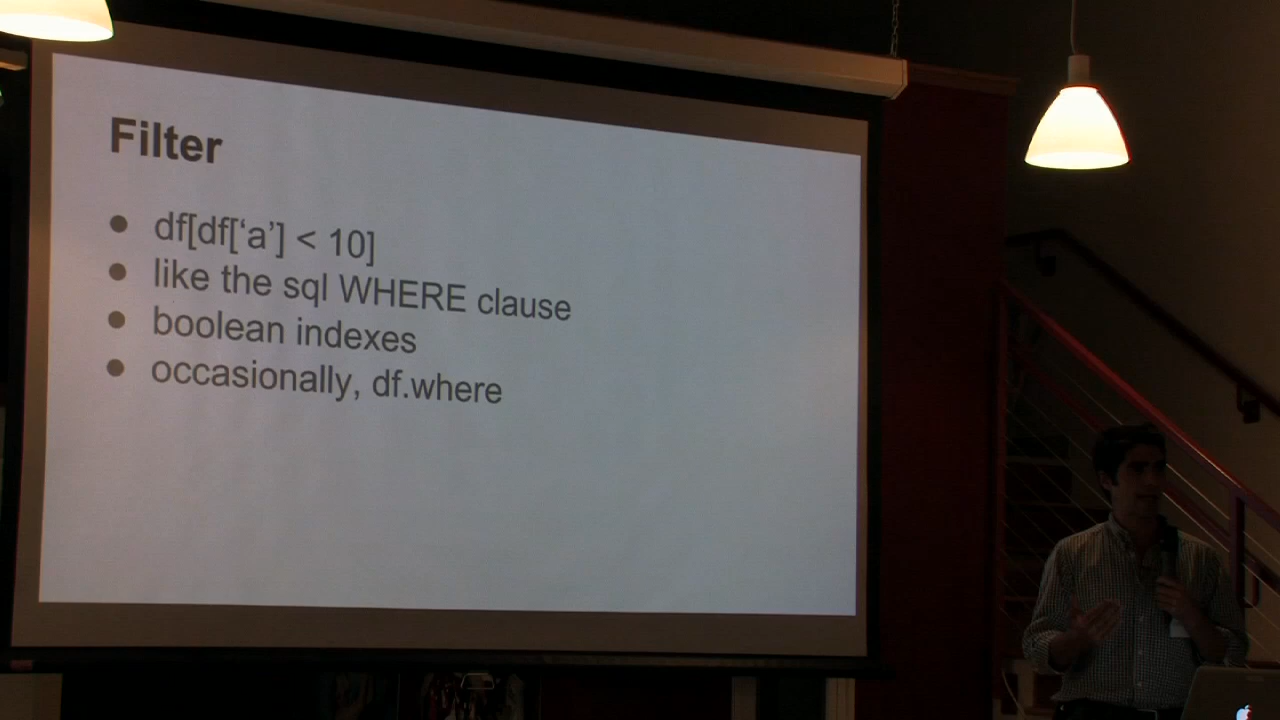 Filter
● df[df[‘a’] < 10]
● like the sql WHERE clause
● boolean indexes
● occasionally, df.where